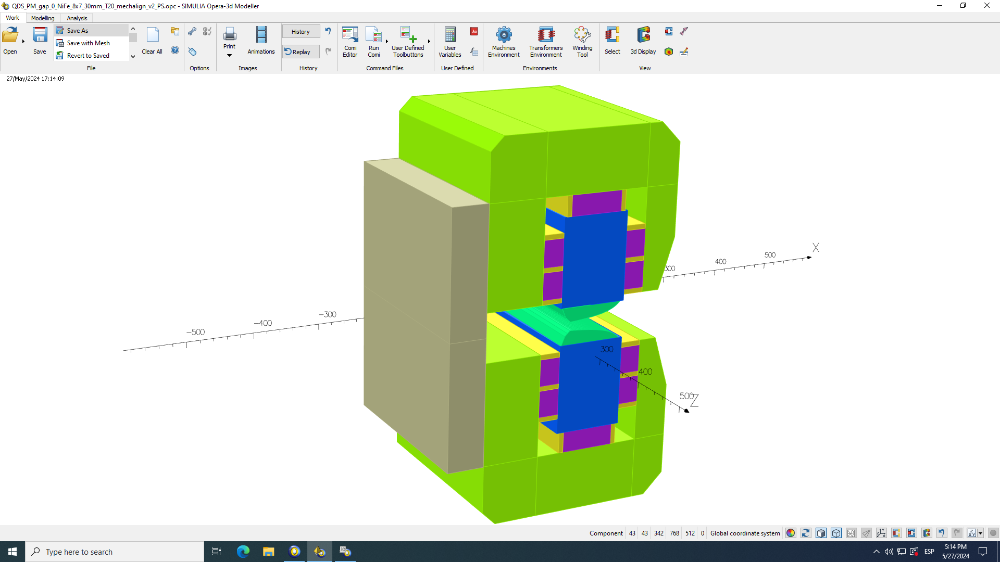 QDS_PM_gap_0_NiFe_8x7_30mm_T20_mechalign_v2_PS.opc - SIMULIA Opera-3d Modeller
Work Modelling Analysis
Open
Save
Save As
Save with Mesh
Revert to Saved
Clear All
File
Options
Print
Animations
Images
History
Replay
History
Comi Editor
Run Comi
User Defined Toolbuttons
Command Files
User Variables
User Defined
Machines Environment
Transformers Environment
Winding Tool
Environments
Select
3d Display
View
27/May/2024 17:14:09
X
500
400
300
-300
-400
-500
300
400
500
Z
Component 43 43 342 768 512 0 Global coordinate system
Type here to search
ESP
5:14 PM
5/27/2024